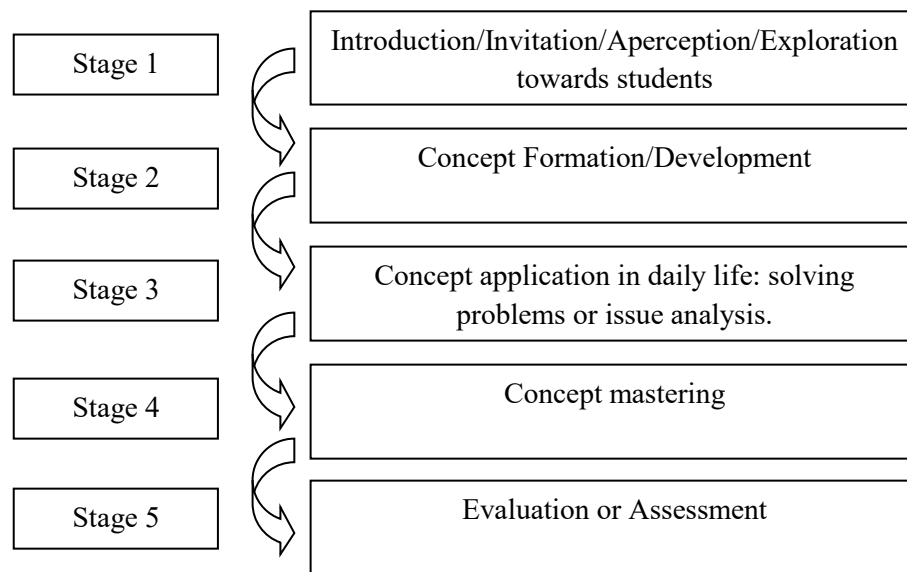 Stage 1
Introduction/Invitation/Aperception/Exploration
towards students
Stage 2
Concept Formation/Development
Stage 3
Concept application in daily life: solving
problems or issue analysis.
Stage 4
Concept mastering
Stage 5
Evaluation or Assessment